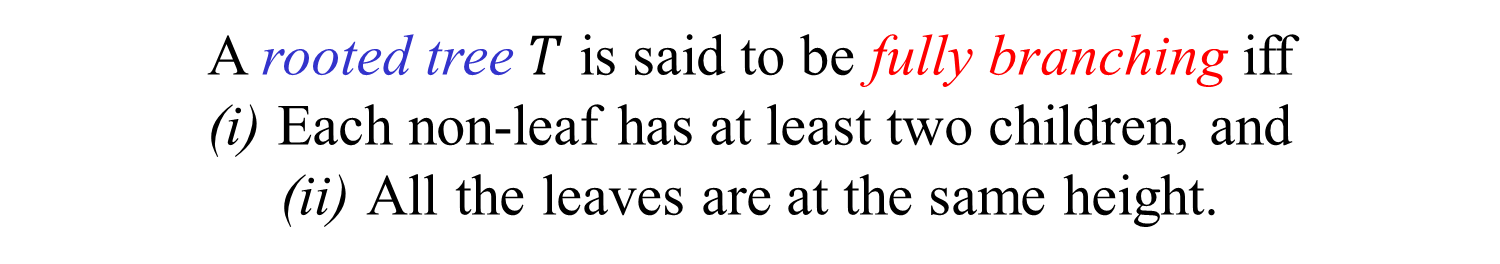 A rooted tree T is said to be fully branching iff
(i) Each non-leaf has at least two children, and
(ii) All the leaves are at the same height.